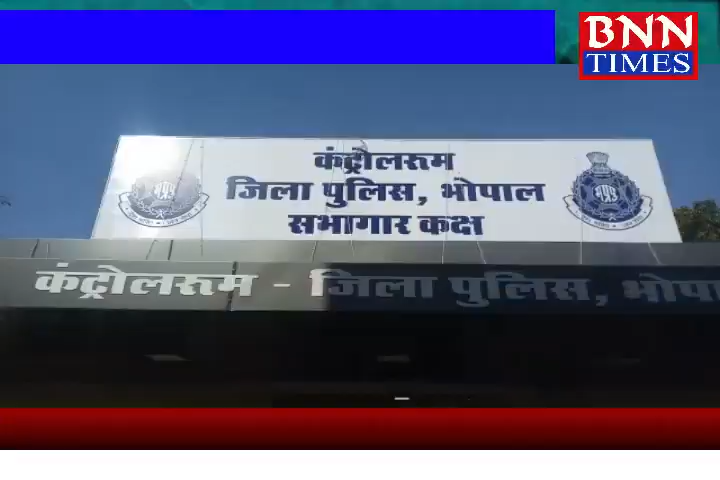 BNN
TIMES
कंट्रोलरूम
जिला पुलिस, भोपाल
सभागार कक्ष
कंट्रोलरूम - जिला पुलिस, भोपा